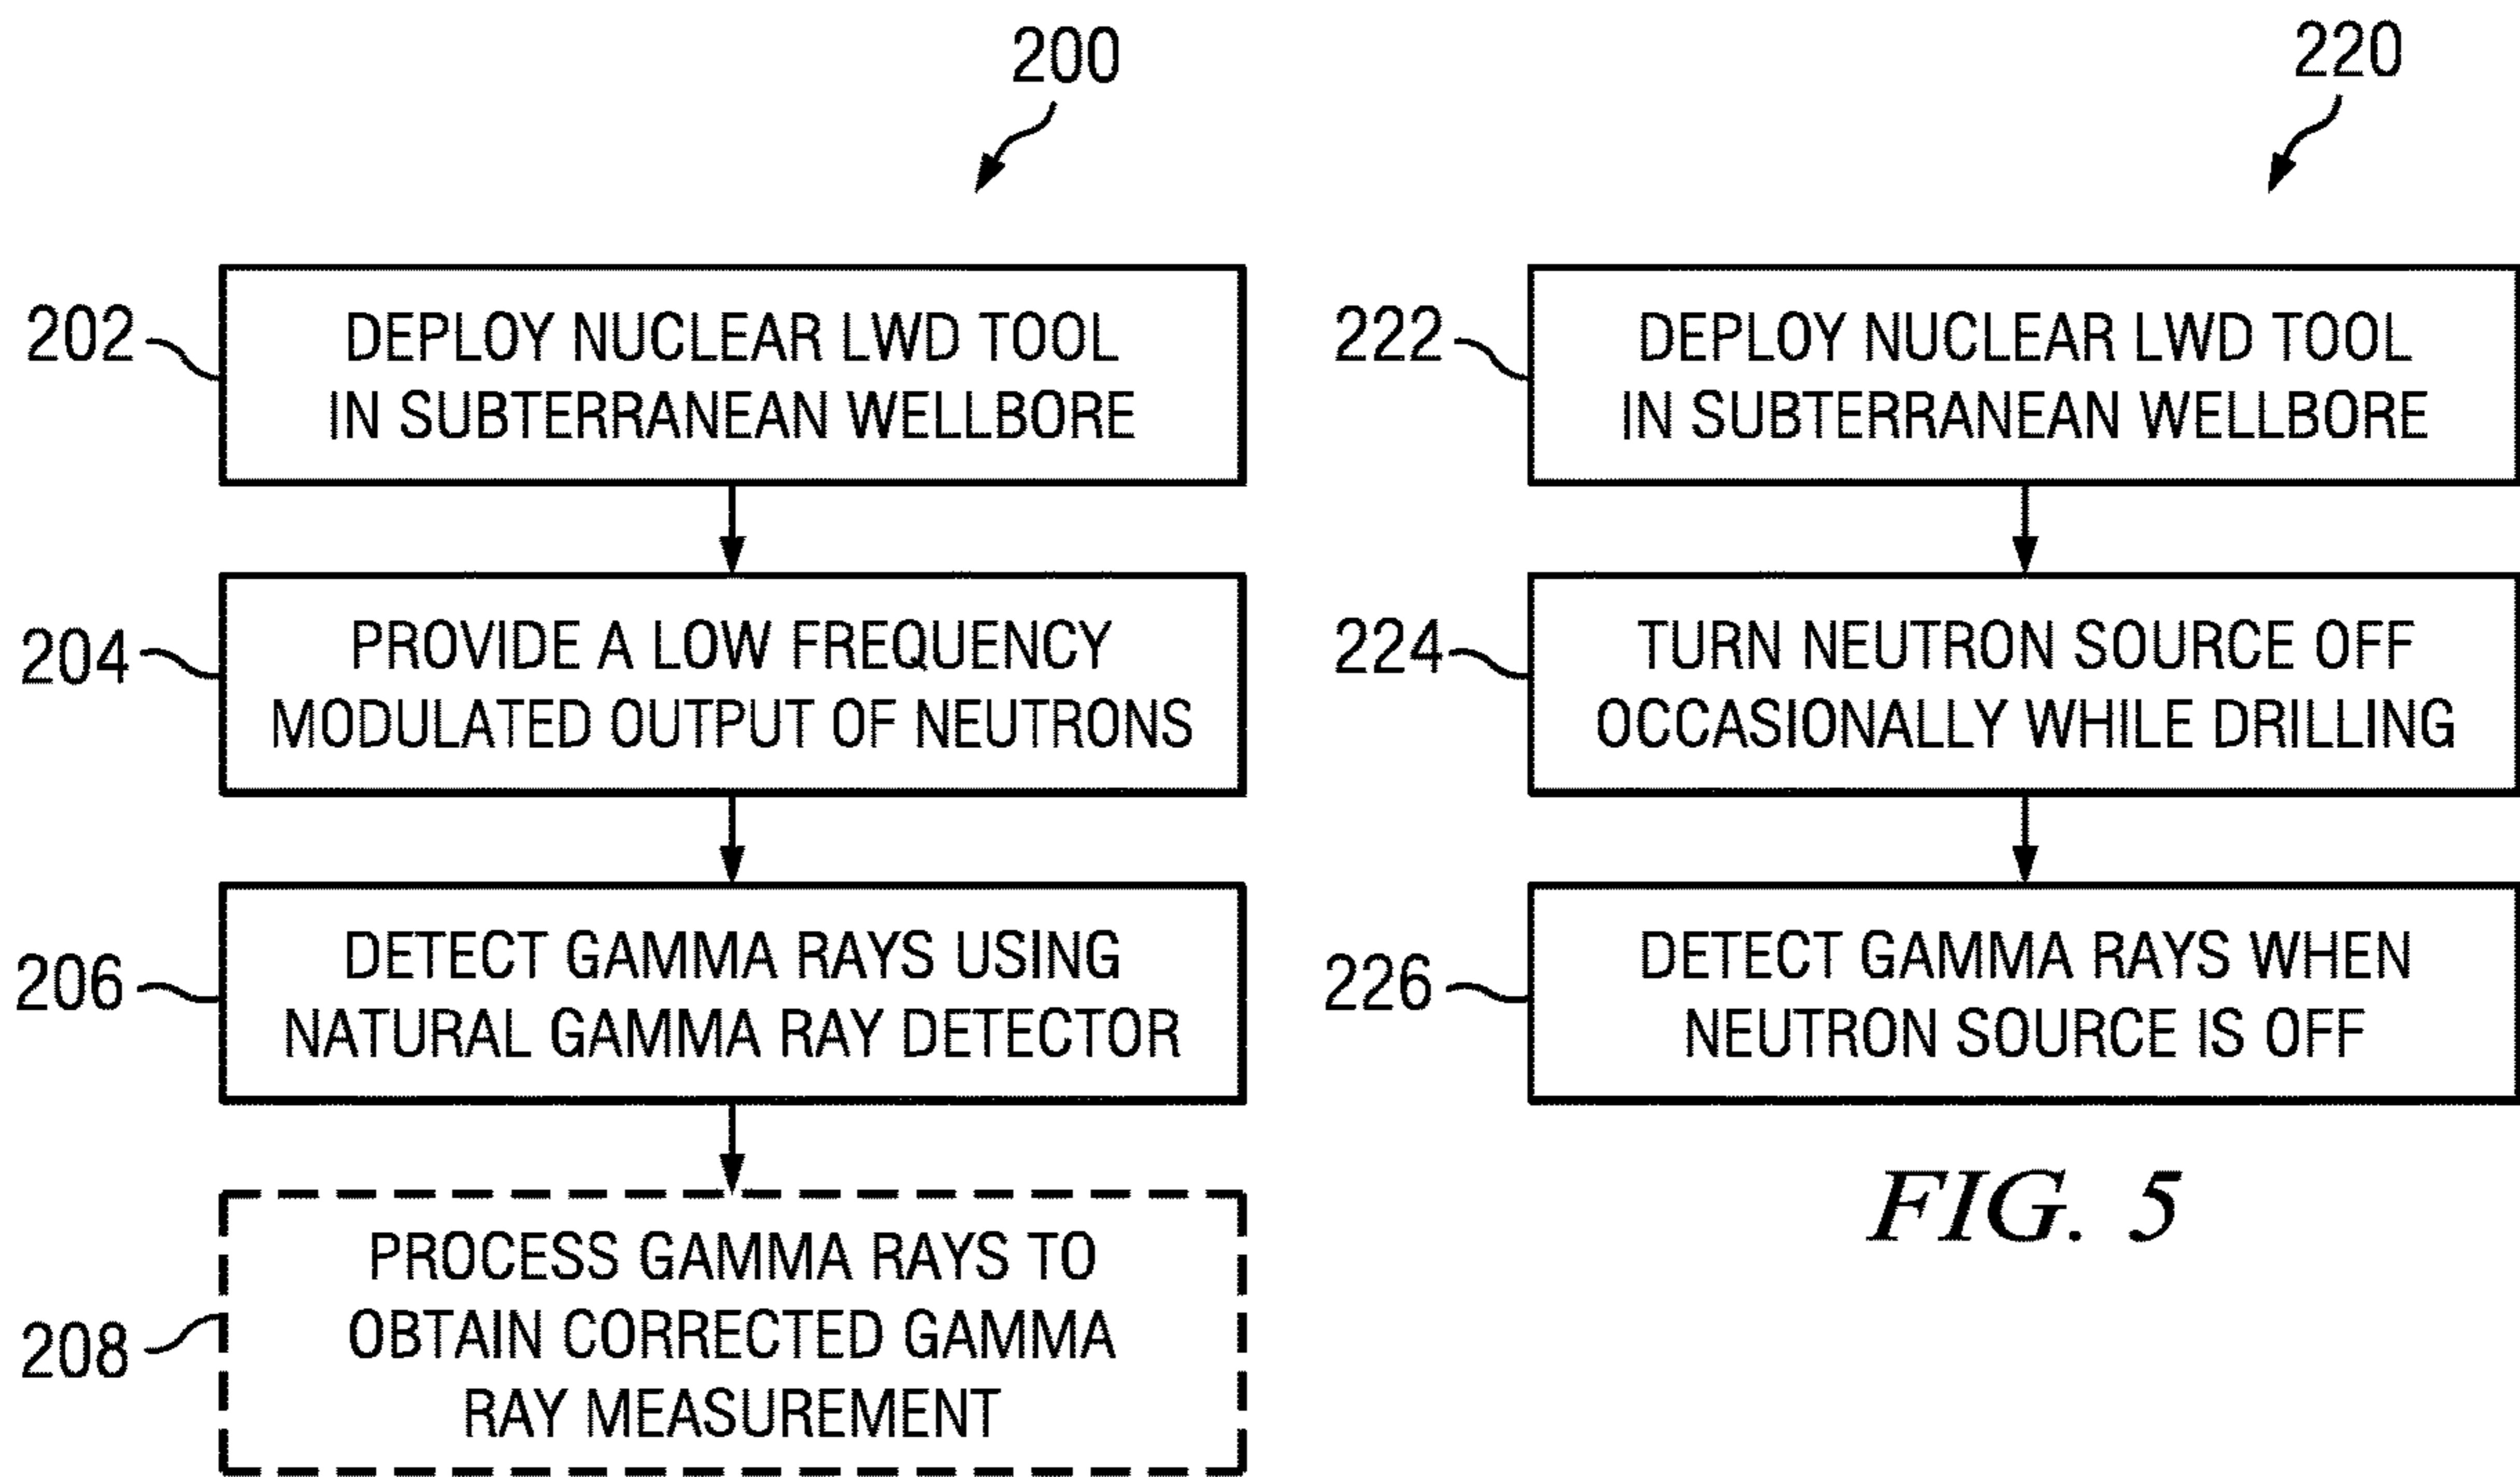 200
202
DEPLOY NUCLEAR LWD TOOL
IN SUBTERRANEAN WELLBORE
204
PROVIDE A LOW FREQUENCY
MODULATED OUTPUT OF NEUTRONS
206
DETECT GAMMA RAYS USING
NATURAL GAMMA RAY DETECTOR
208
PROCESS GAMMA RAYS TO
OBTAIN CORRECTED GAMMA
RAY MEASUREMENT
220
222
DEPLOY NUCLEAR LWD TOOL
IN SUBTERRANEAN WELLBORE
224
TURN NEUTRON SOURCE OFF
OCCASIONALLY WHILE DRILLING
226
DETECT GAMMA RAYS WHEN
NEUTRON SOURCE IS OFF
FIG. 5